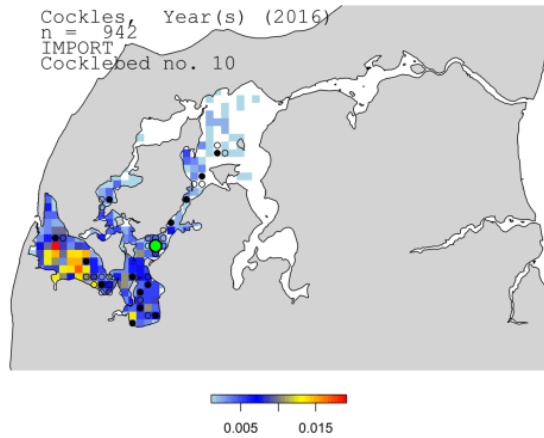 Cockles, Year(s) (2016)
n = 942
IMPORT
Cocklebed no. 10
0.005 0.015